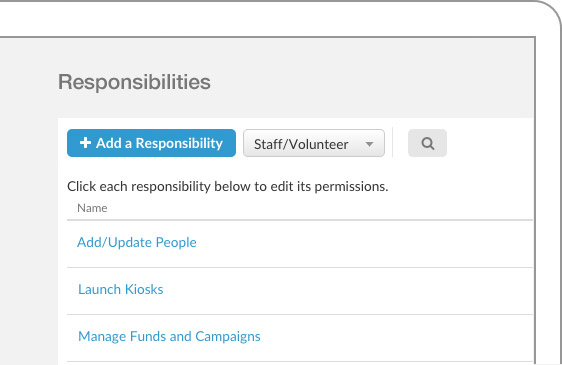 Responsibilities
Add a Responsibility
Staff/Volunteer
Click each responsibility below to edit its permissions.
Name
Add/Update People
Launch Kiosks
Manage Funds and Campaigns